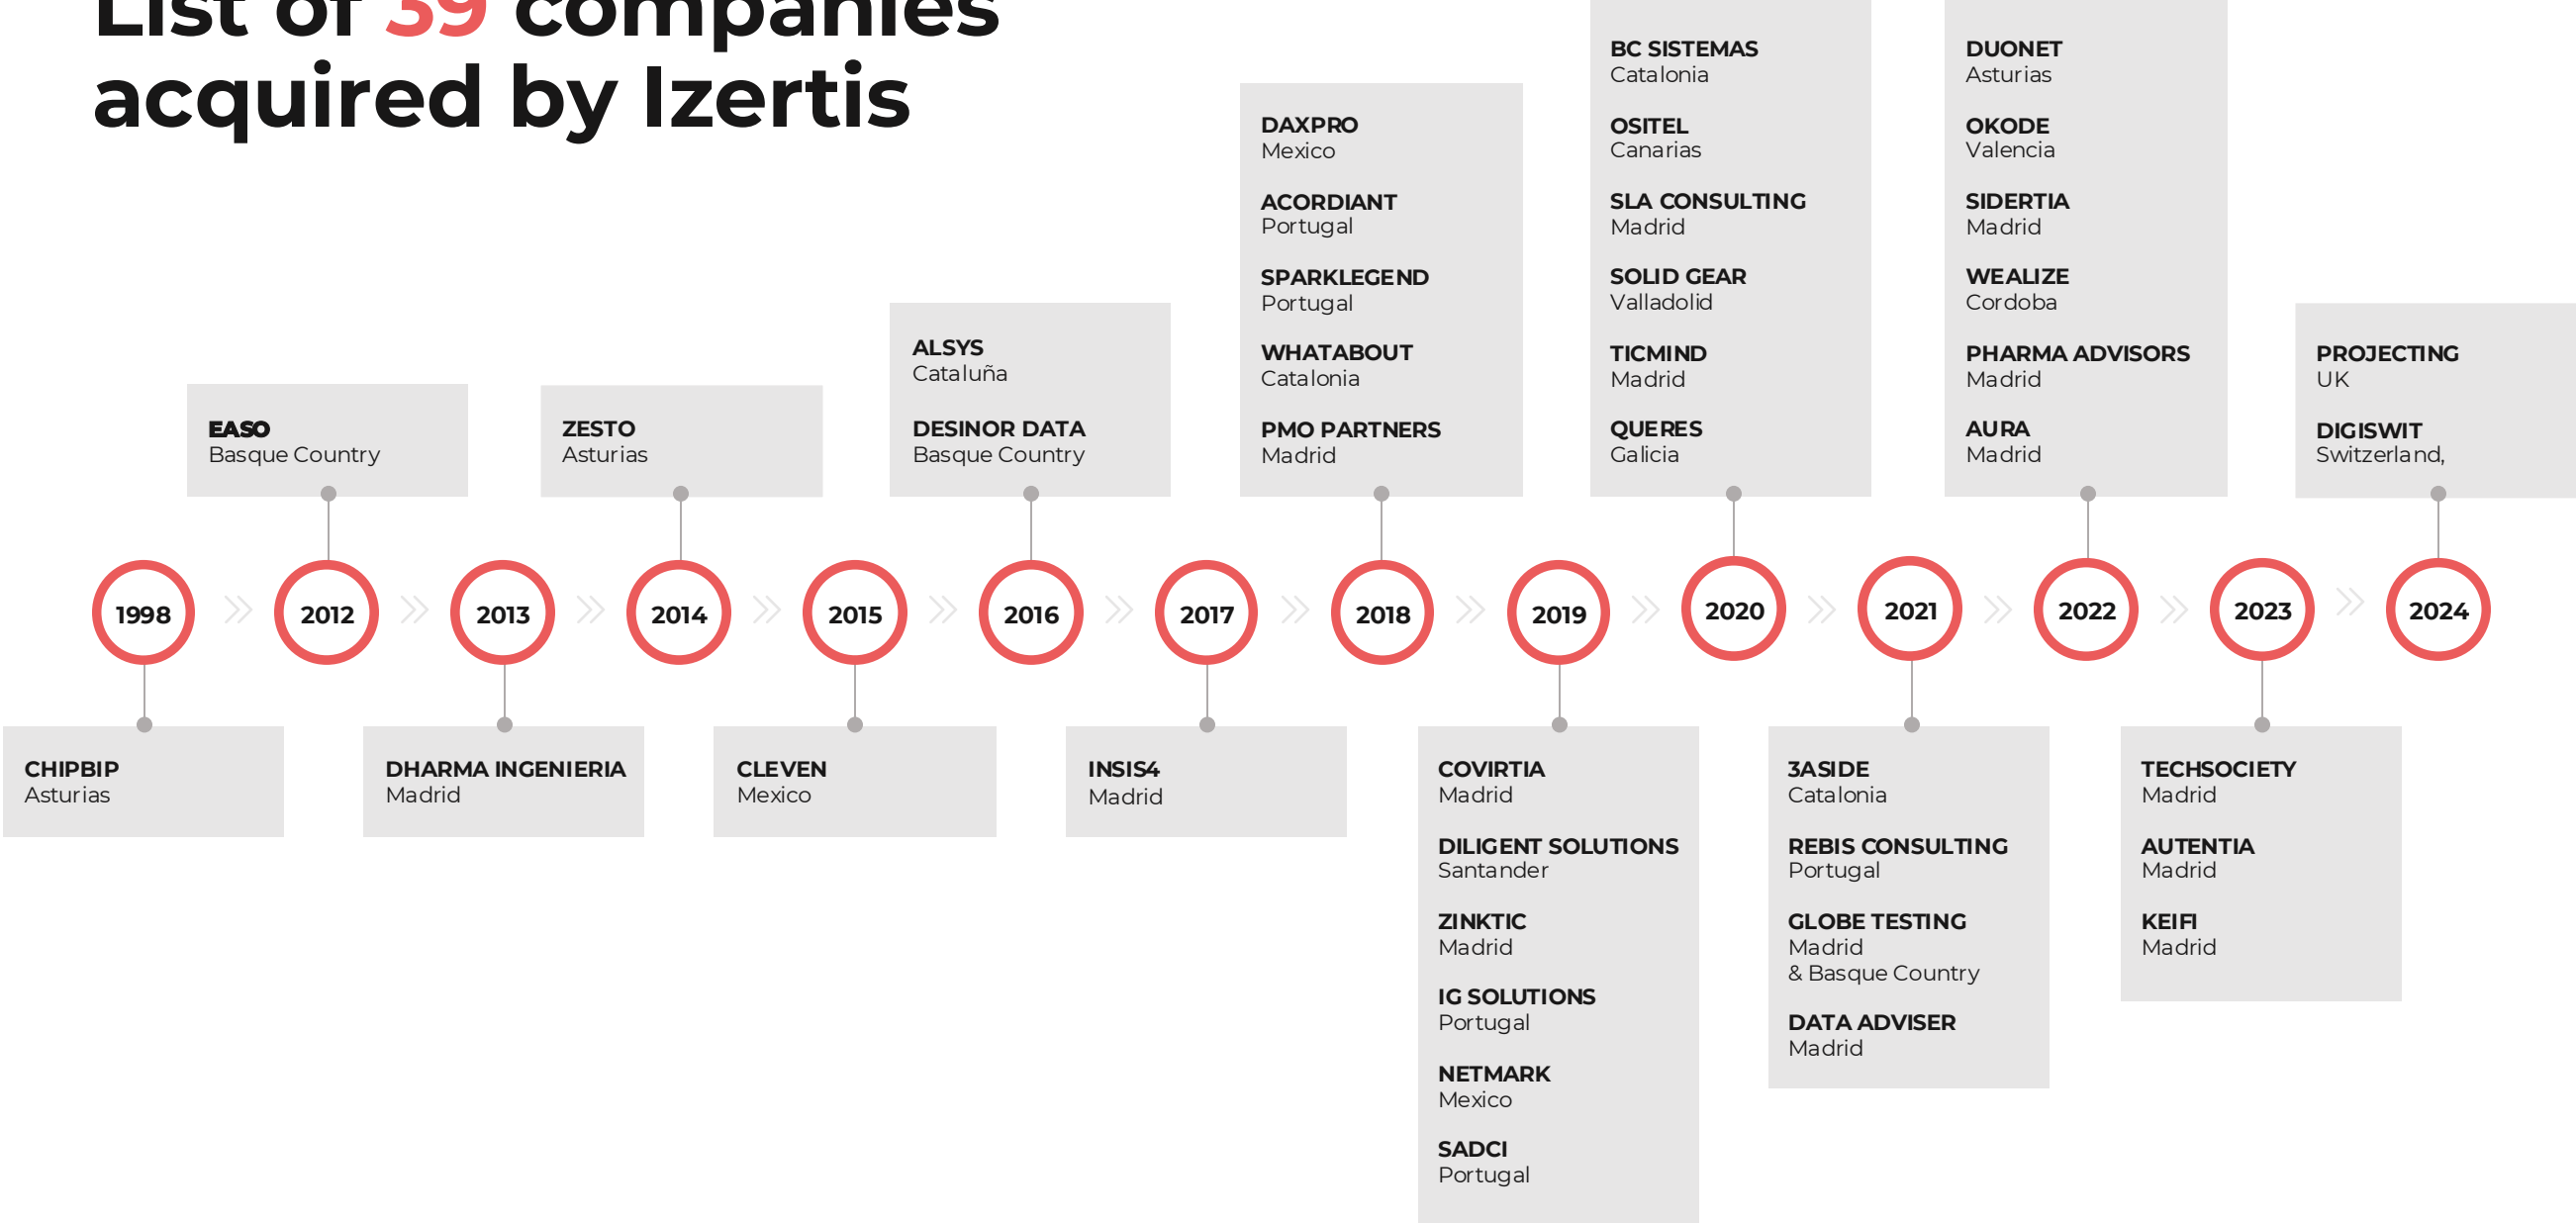 List of 39 companies
acquired by Izertis
EASO
Basque Country
ZESTO
Asturias
ALSYS
Cataluña
DESINOR DATA
Basque Country
DAXPRO
Mexico
ACORDIANT
Portugal
SPARKLEGEND
Portugal
WHATABOUT
Catalonia
PMO PARTNERS
Madrid
BC SISTEMAS
Catalonia
OSITEL
Canarias
SLA CONSULTING
Madrid
SOLID GEAR
Valladolid
TICMIND
Madrid
QUERES
Galicia
DUONET
Asturias
OKODE
Valencia
SIDERTIA
Madrid
WEALIZE
Cordoba
PHARMA ADVISORS
Madrid
AURA
Madrid
PROJECTING
UK
DIGISWIT
Switzerland,
1998
2012
2013
2014
2015
2016
2017
2018
2019
2020
2021
2022
2023
2024
CHIPBIP
Asturias
DHARMA INGENIERIA
Madrid
CLEVEN
Mexico
INSIS4
Madrid
COVIRTIA
Madrid
DILIGENT SOLUTIONS
Santander
ZINKTIC
Madrid
IG SOLUTIONS
Portugal
NETMARK
Mexico
SADCI
Portugal
3ASIDE
Catalonia
REBIS CONSULTING
Portugal
GLOBE TESTING
Madrid
& Basque Country
DATA ADVISER
Madrid
TECHSOCIETY
Madrid
AUTENTIA
Madrid
KEIFI
Madrid